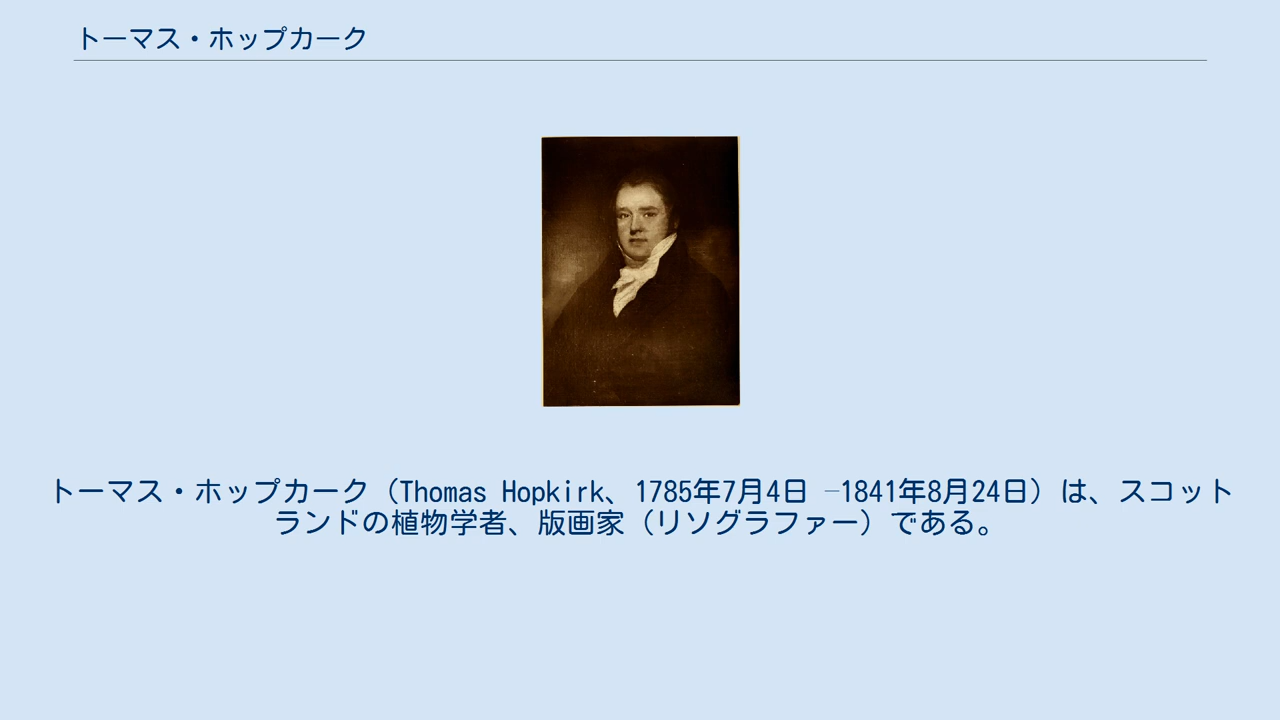 トーマス・ホップカーク
トーマス・ホップカーク（Thomas Hopkirk、1785年7月4日 –1841年8月24日）は、スコット
ランドの植物学者、版画家（リソグラファー）である。